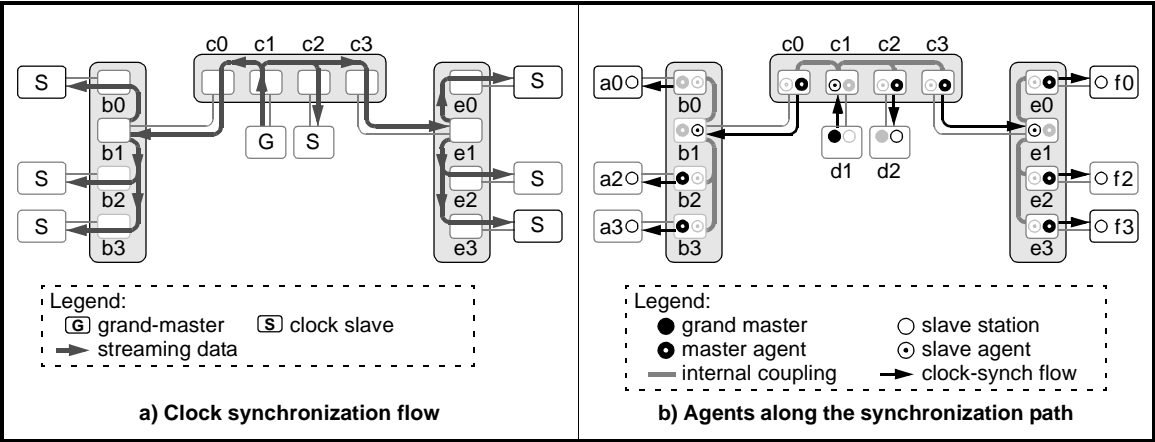 c0 c1 c2 c3
S
b0
e0
S
b1
G
S
e1
S
b2
e2
S
S
b3
e3
S
Legend:
G grand-master
S clock slave
streaming data
a) Clock synchronization flow
c0 c1 c2 c3
a0
b0
e0
f0
b1
d1
d2
e1
a2
b2
e2
f2
a3
b3
e3
f3
Legend:
grand master
slave station
master agent
slave agent
internal coupling
clock-synch flow
b) Agents along the synchronization path